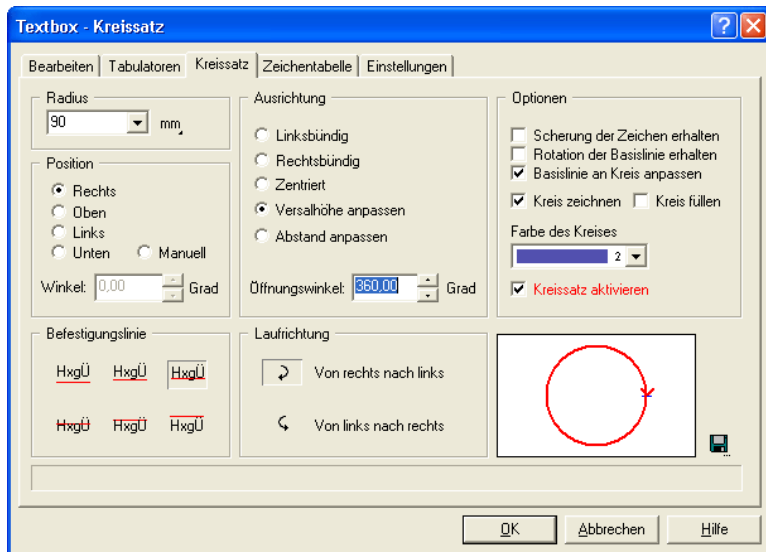 Textbox - Kreissatz
Bearbeiten Tabulatoren Kreissatz Zeichentabelle Einstellungen
Radius
90 mm
Position
Rechts
Oben
Links
Unten Manuell
Winkel: 0,00 Grad
Ausrichtung
Linksbündig
Rechtsbündig
Zentriert
Versalhöhe anpassen
Abstand anpassen
Öffnungswinkel: 360,00 Grad
Optionen
Scherung der Zeichen erhalten
Rotation der Basislinie erhalten
Basislinie an Kreis anpassen
Kreis zeichnen Kreis füllen
Farbe des Kreises
2
Kreissatz aktivieren
Befestigungslinie
HxgÜ HxgÜ HxgÜ
HxgÜ HxgÜ HxgÜ
Laufrichtung
Von rechts nach links
Von links nach rechts
OK Abbrechen Hilfe